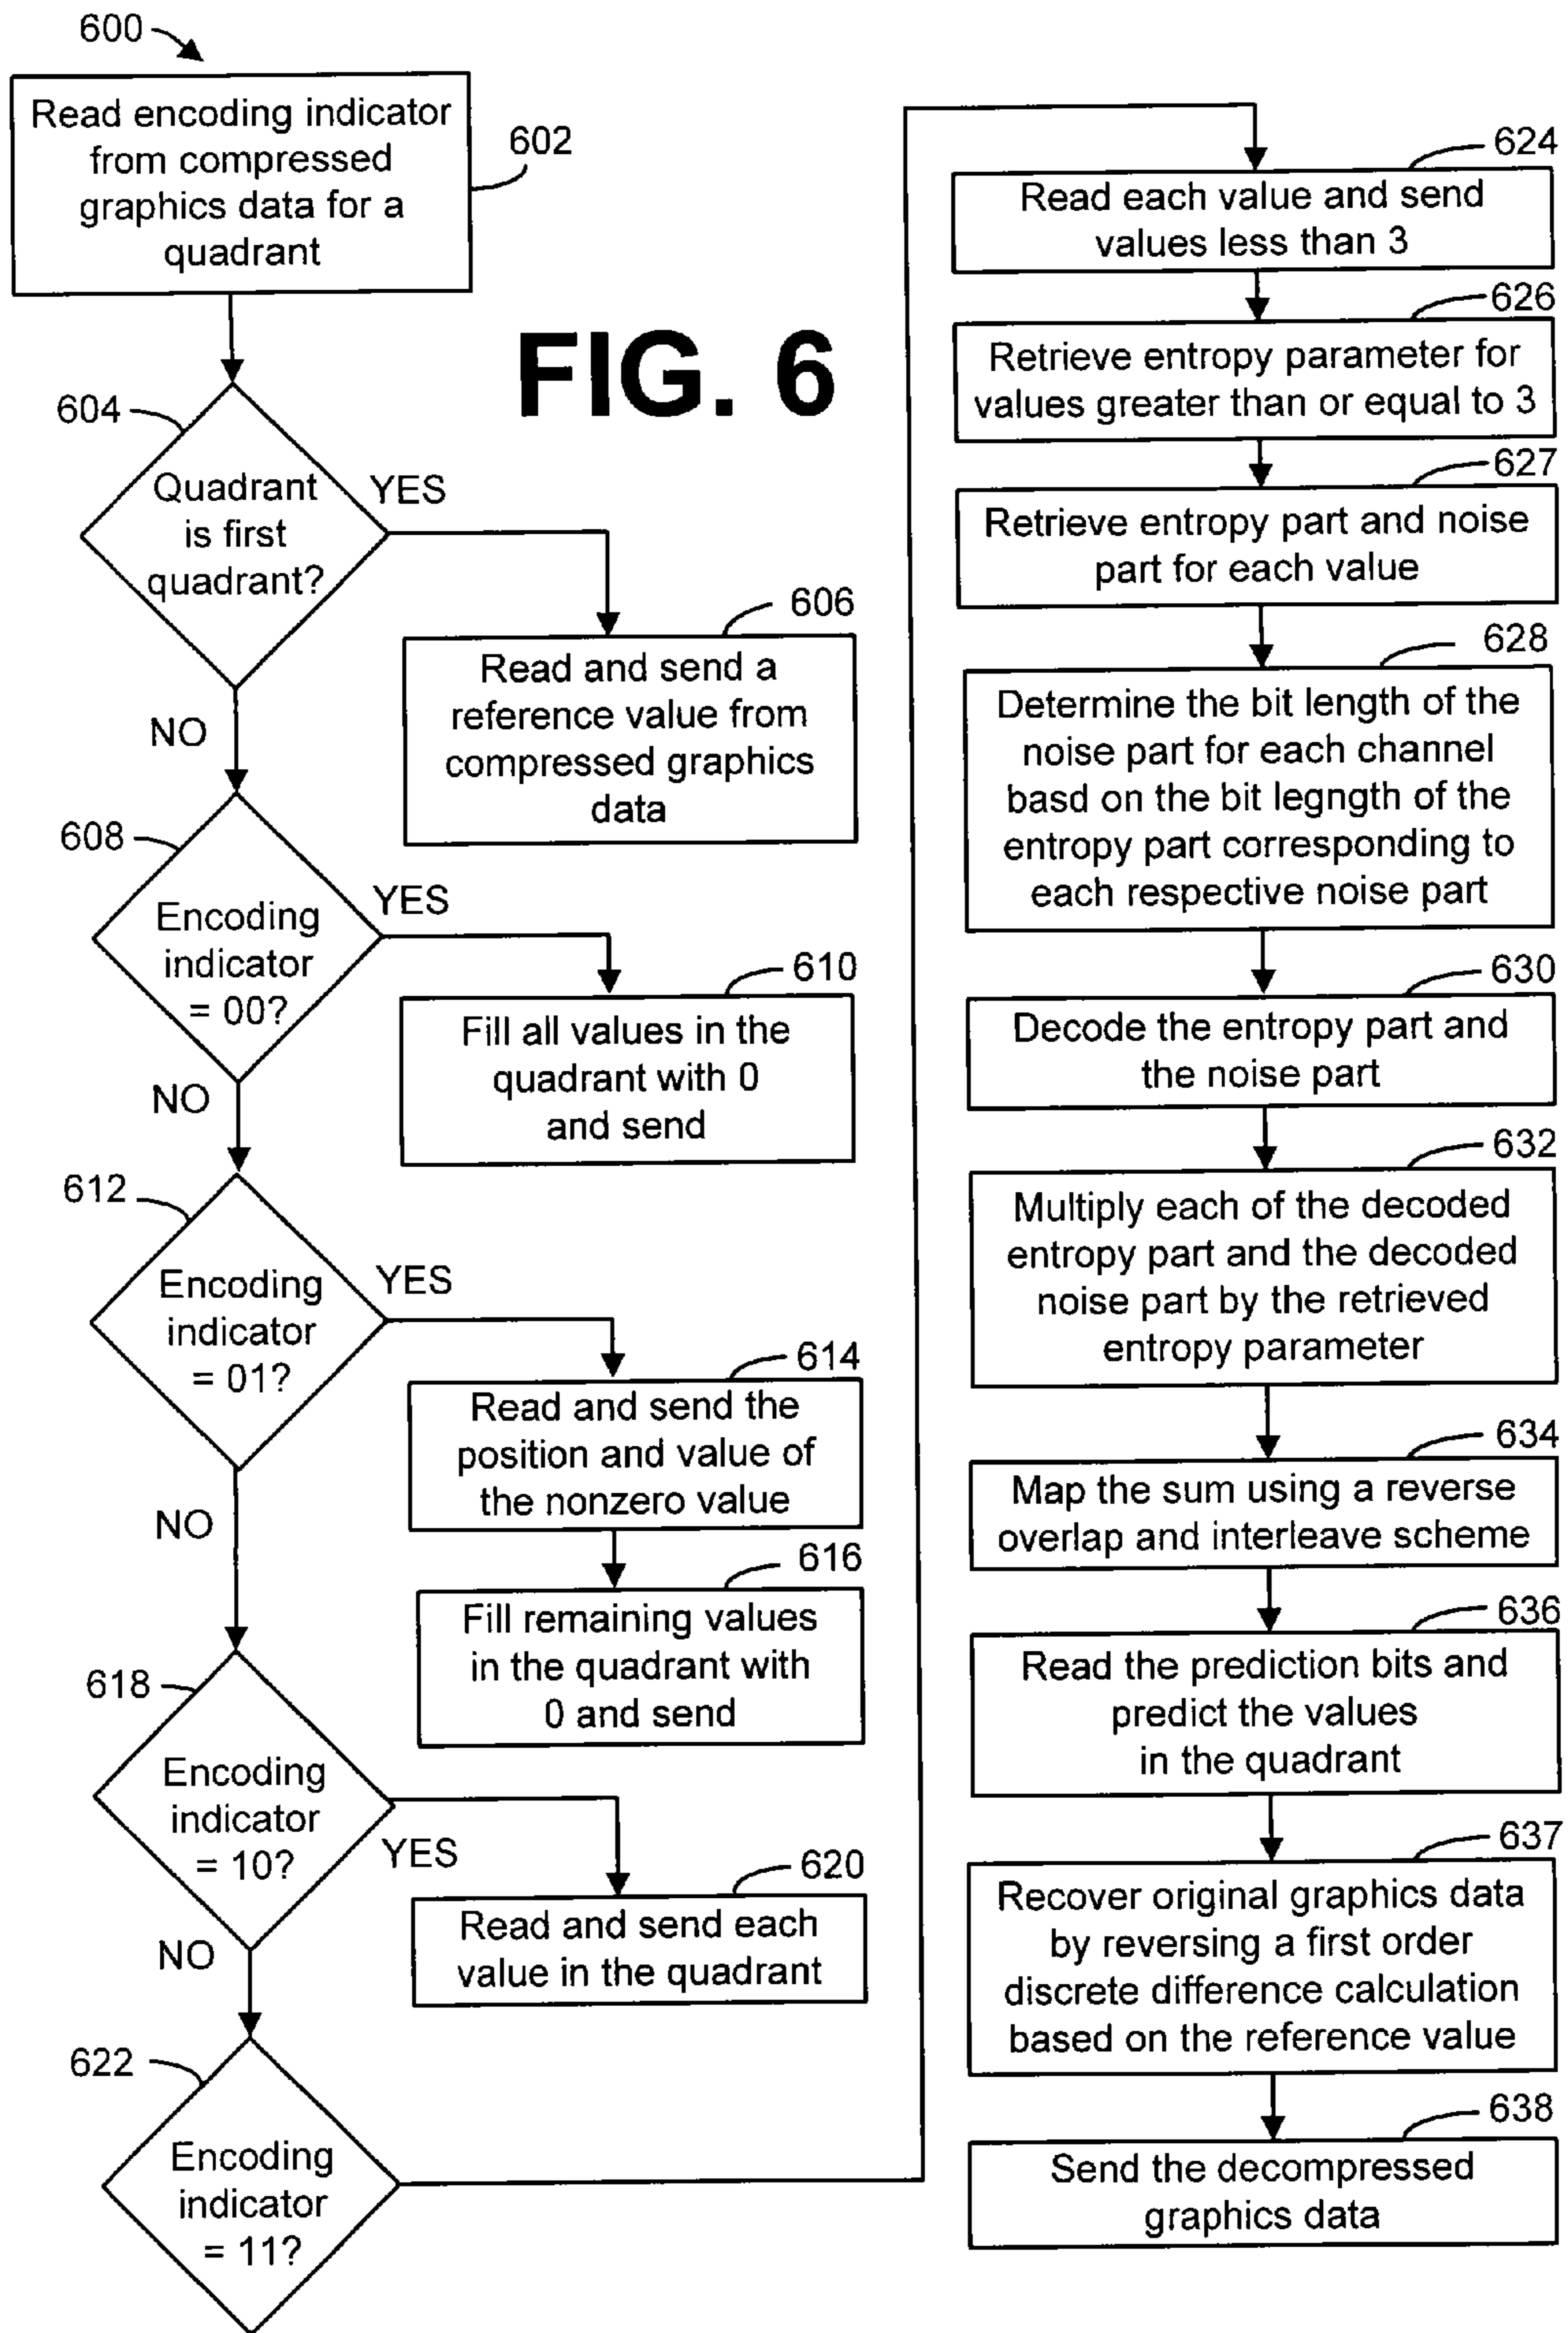 600
Read encoding indicator
from compressed
graphics data for a
quadrant
602
FIG. 6
604
Quadrant
is first
quadrant?
YES
NO
606
Read and send a
reference value from
compressed graphics
data
608
Encoding
indicator
= 00?
YES
NO
610
Fill all values in the
quadrant with 0
and send
612
Encoding
indicator
= 01?
YES
NO
614
Read and send the
position and value of
the nonzero value
616
Fill remaining values
in the quadrant with
0 and send
618
Encoding
indicator
= 10?
YES
NO
620
Read and send each
value in the quadrant
622
Encoding
indicator
= 11?
624
Read each value and send
values less than 3
626
Retrieve entropy parameter for
values greater than or equal to 3
627
Retrieve entropy part and noise
part for each value
628
Determine the bit length of the
noise part for each channel
basd on the bit legngth of the
entropy part corresponding to
each respective noise part
630
Decode the entropy part and
the noise part
632
Multiply each of the decoded
entropy part and the decoded
noise part by the retrieved
entropy parameter
634
Map the sum using a reverse
overlap and interleave scheme
636
Read the prediction bits and
predict the values
in the quadrant
637
Recover original graphics data
by reversing a first order
discrete difference calculation
based on the reference value
638
Send the decompressed
graphics data